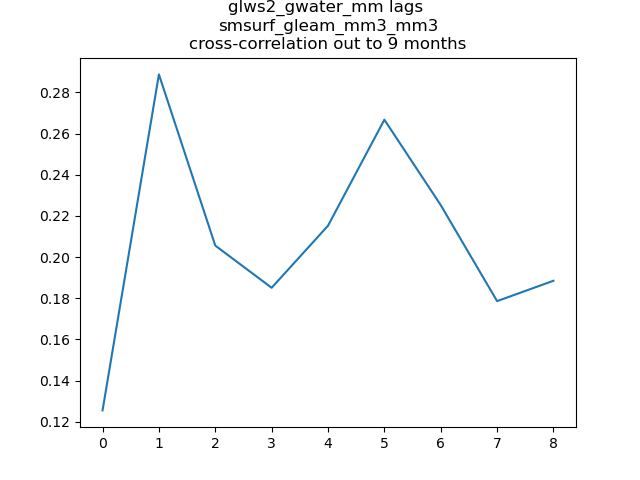 glws2_gwater_mm lags
smsurf_gleam_mm3_mm3
cross-correlation out to 9 months
0.28
0.26
0.24
0.22
0.20
0.18
0.16
0.14
0.12
0 1 2 3 4 5 6 7 8